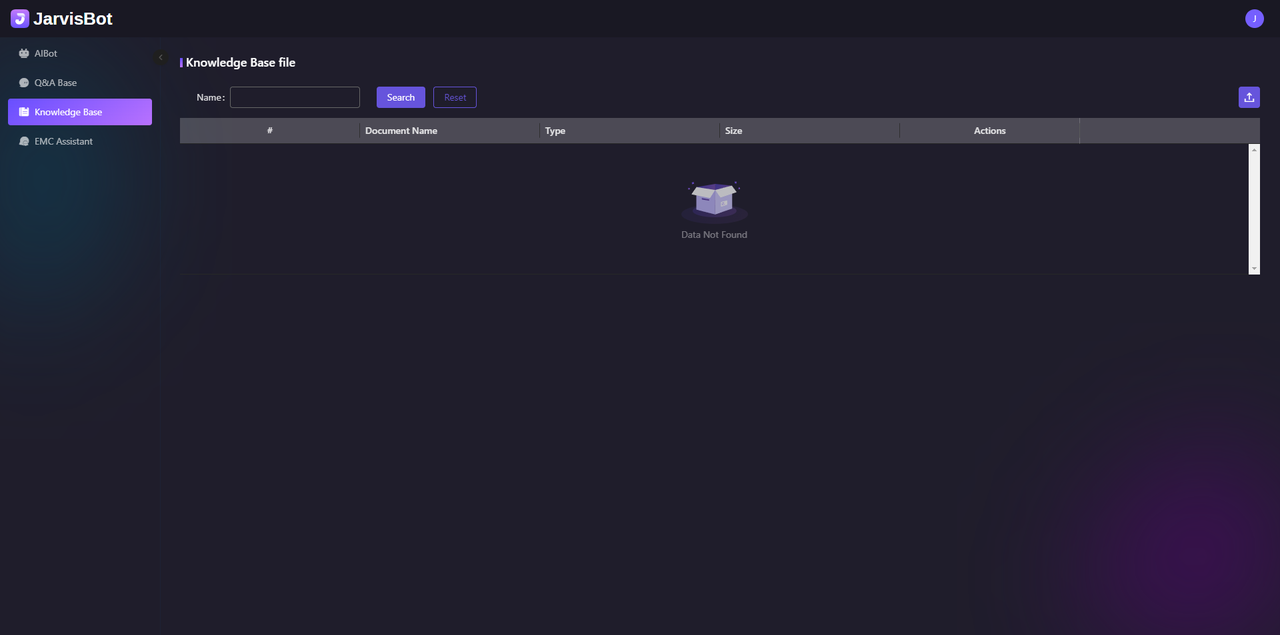 JarvisBot
J
AIBot
Q&A Base
Knowledge Base
EMC Assistant
Knowledge Base file
Name: Search Reset
# Document Name Type Size Actions
Data Not Found